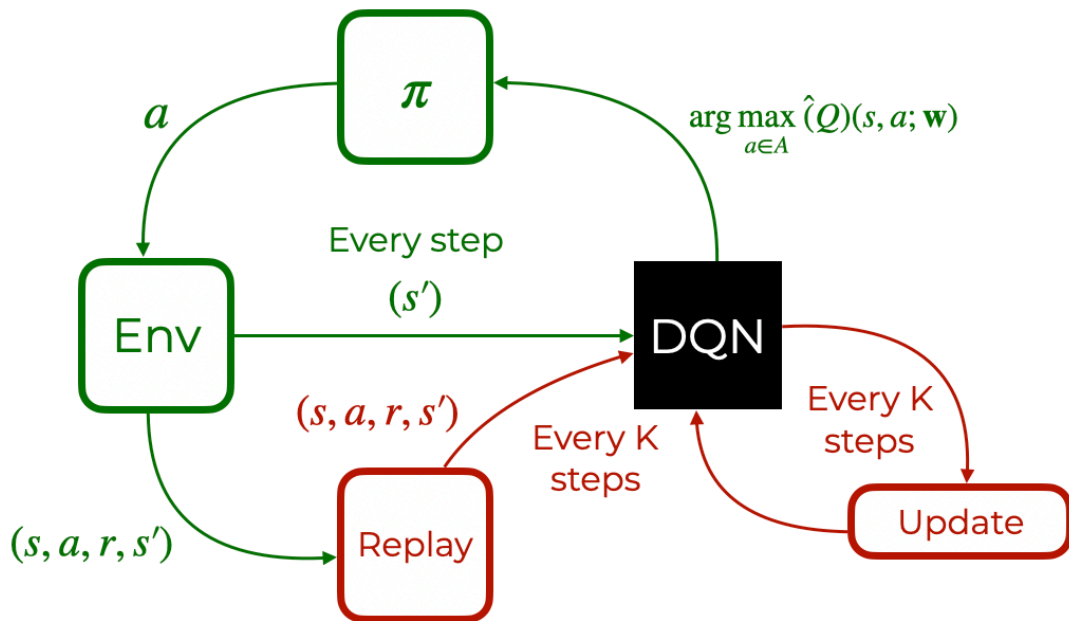 π
a
arg max (Q̂)(s, a; w)
a∈A
Every step
(s′)
Env
DQN
(s, a, r, s′)
Every K
steps
Every K
steps
(s, a, r, s′)
Replay
Update